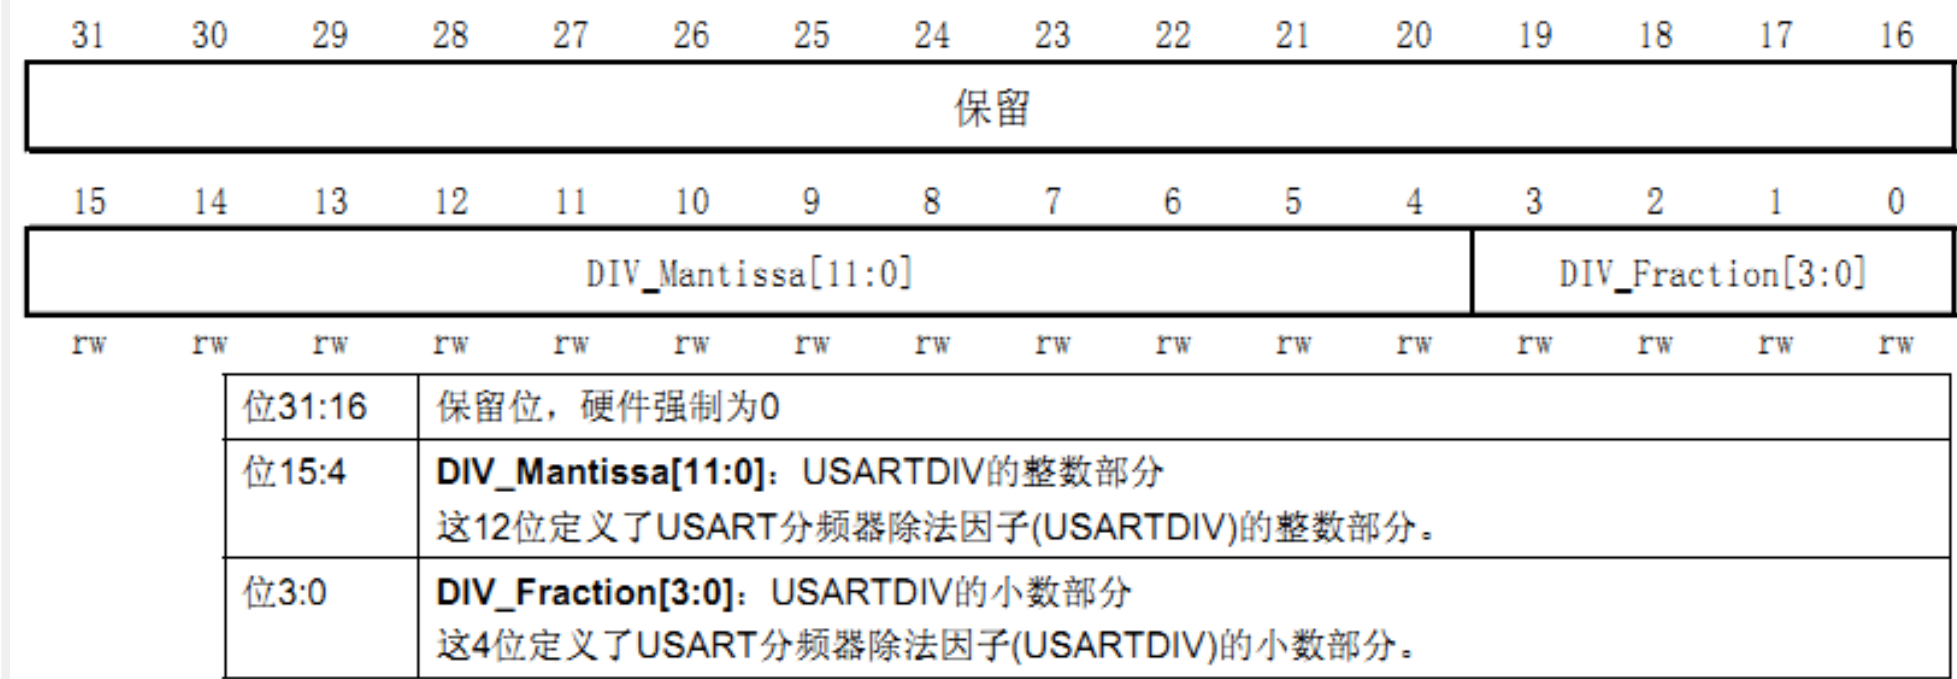 31 30 29 28 27 26 25 24 23 22 21 20 19 18 17 16
保留
15 14 13 12 11 10 9 8 7 6 5 4 3 2 1 0
DIV_Mantissa[11:0] DIV_Fraction[3:0]
rw rw rw rw rw rw rw rw rw rw rw rw rw rw rw rw
位31:16 保留位，硬件强制为0
位15:4 DIV_Mantissa[11:0]：USARTDIV的整数部分
这12位定义了USART分频器除法因子(USARTDIV)的整数部分。
位3:0 DIV_Fraction[3:0]：USARTDIV的小数部分
这4位定义了USART分频器除法因子(USARTDIV)的小数部分。